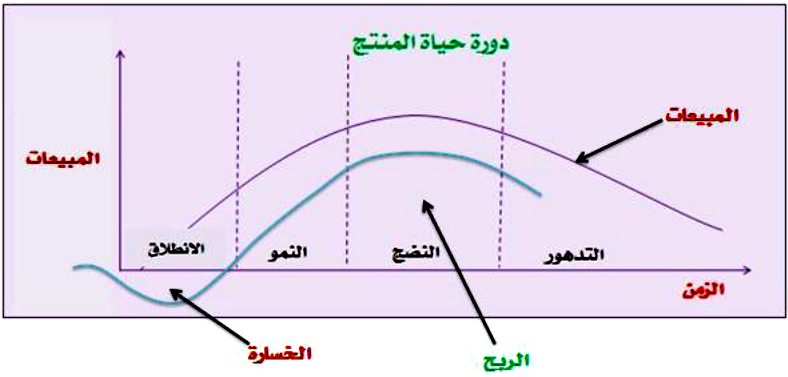 دورة حياة المنتج
المبيعات
المبيعات
الانطلاق
النمو
النضج
التدهور
الزمن
الخسارة
الربح